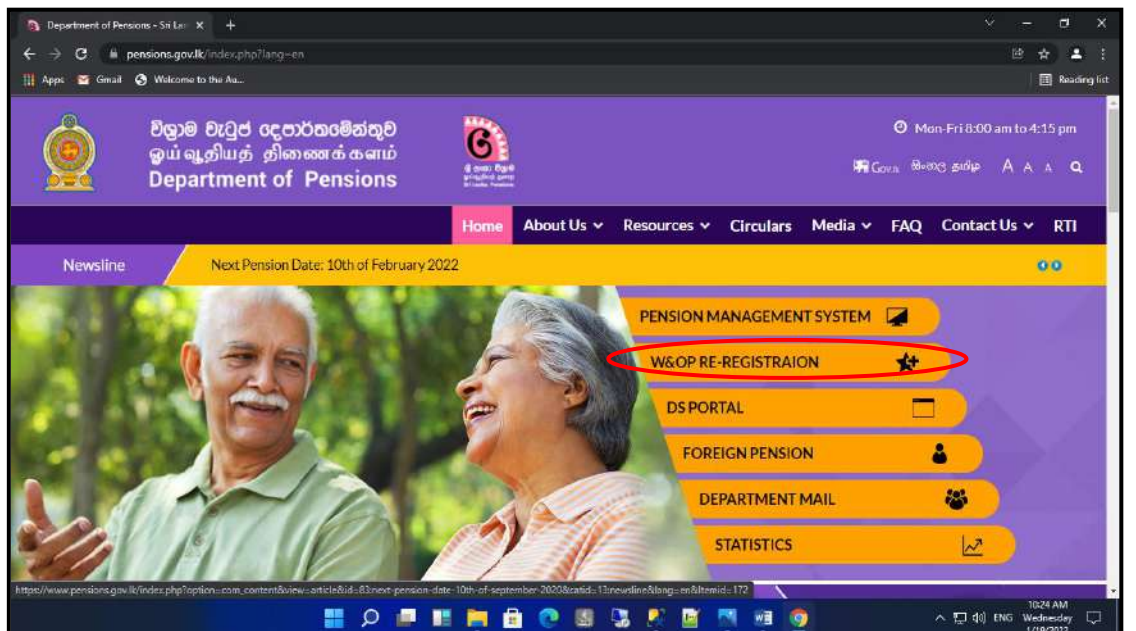 Department of Pensions - Sri La
pensions.gov.lk/index.php?lang=en
Apps Gmail Welcome to the Au...
Reading list
විශ්‍රාම වැටුප් දෙපාර්තමේන්තුව
ஓய்வூதியத் திணைக்களம்
Department of Pensions
Mon-Fri 8:00 am to 4:15 pm
සිංහල தமிழ் A A A
Home About Us Resources Circulars Media FAQ Contact Us RTI
Newsline Next Pension Date: 10th of February 2022
PENSION MANAGEMENT SYSTEM
W&OP RE-REGISTRAION
DS PORTAL
FOREIGN PENSION
DEPARTMENT MAIL
STATISTICS
https://www.pensions.gov.lk/index.php?option=com_content&view=article&id=83:next-pension-date-10th-of-september-2020&catid=13:newsline&lang=en&Itemid=172
10:24 AM
ENG Wednesday
1/19/2022